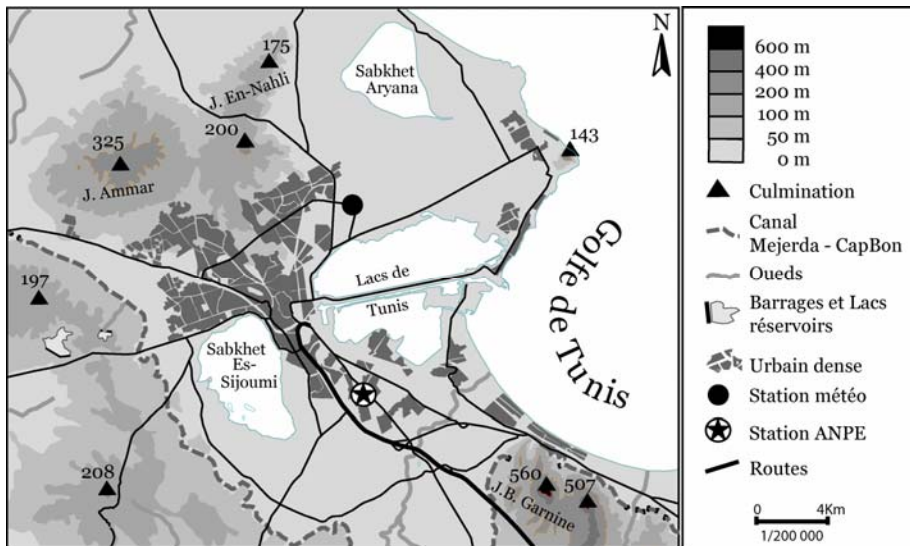 175
N
J. En-Nahli
Sabkhet
Aryana
200
143
325
J. Ammar
Lacs de
Tunis
Golfe de Tunis
197
Sabkhet
Es-
Sijoumi
208
560
507
J.B. Garnine
600 m
400 m
200 m
100 m
50 m
0 m
Culmination
Canal
Mejerda - CapBon
Oueds
Barrages et Lacs
réservoirs
Urbain dense
Station météo
Station ANPE
Routes
0 4Km
1/200 000